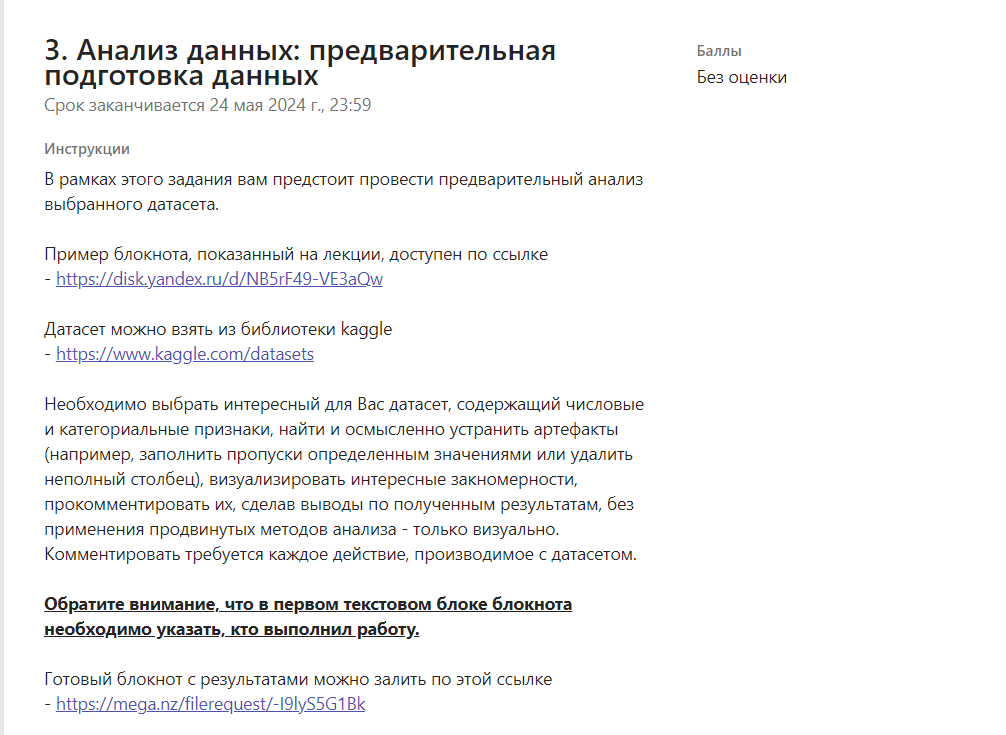 3. Анализ данных: предварительная
подготовка данных
Срок заканчивается 24 мая 2024 г., 23:59
Баллы
Без оценки
Инструкции
В рамках этого задания вам предстоит провести предварительный анализ
выбранного датасета.
Пример блокнота, показанный на лекции, доступен по ссылке
- https://disk.yandex.ru/d/NB5rF49-VE3aQw
Датасет можно взять из библиотеки kaggle
- https://www.kaggle.com/datasets
Необходимо выбрать интересный для Вас датасет, содержащий числовые
и категориальные признаки, найти и осмысленно устранить артефакты
(например, заполнить пропуски определенным значениями или удалить
неполный столбец), визуализировать интересные закномерности,
прокомментировать их, сделав выводы по полученным результатам, без
применения продвинутых методов анализа - только визуально.
Комментировать требуется каждое действие, производимое с датасетом.
Обратите внимание, что в первом текстовом блоке блокнота
необходимо указать, кто выполнил работу.
Готовый блокнот с результатами можно залить по этой ссылке
- https://mega.nz/filerequest/-I9lyS5G1Bk